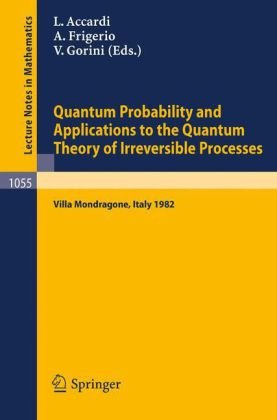 L. Accardi
A. Frigerio
V. Gorini (Eds.)
Lecture Notes in Mathematics
Quantum Probability and
Applications to the Quantum
Theory of Irreversible Processes
1055
Villa Mondragone, Italy 1982
Springer